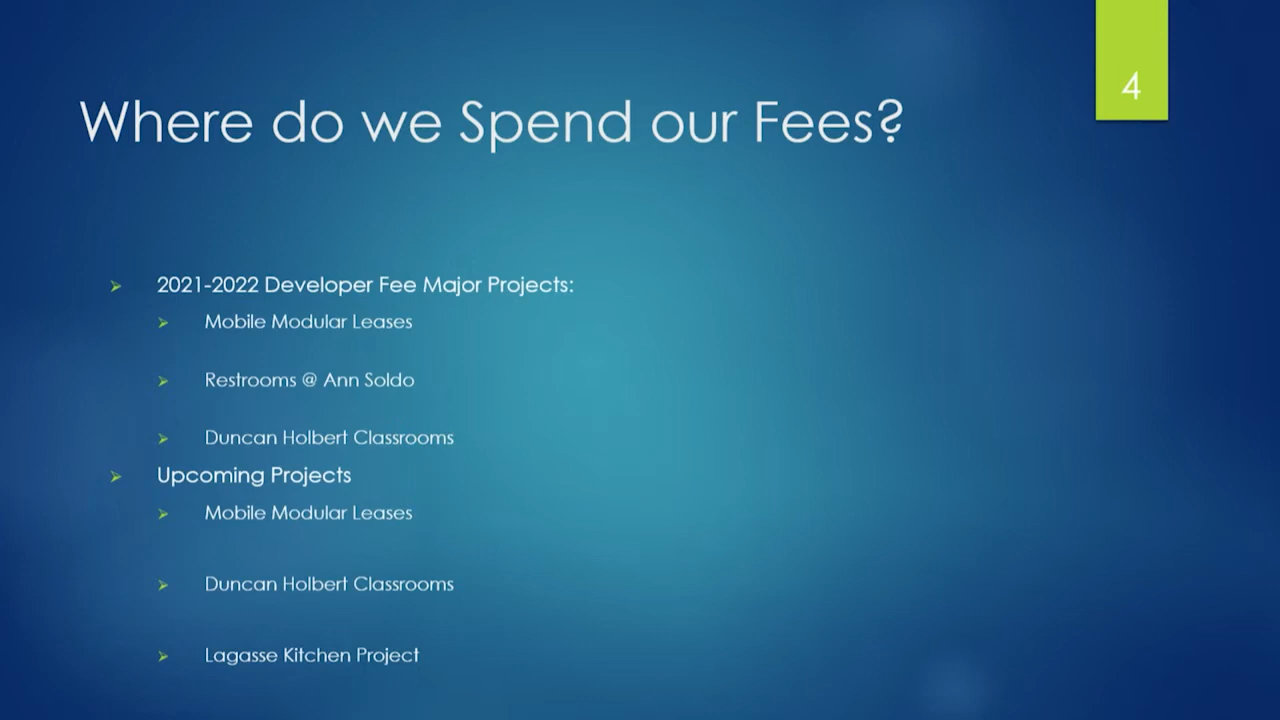 4
Where do we Spend our Fees?
2021-2022 Developer Fee Major Projects:
Mobile Modular Leases
Restrooms @ Ann Soldo
Duncan Holbert Classrooms
Upcoming Projects
Mobile Modular Leases
Duncan Holbert Classrooms
Lagasse Kitchen Project